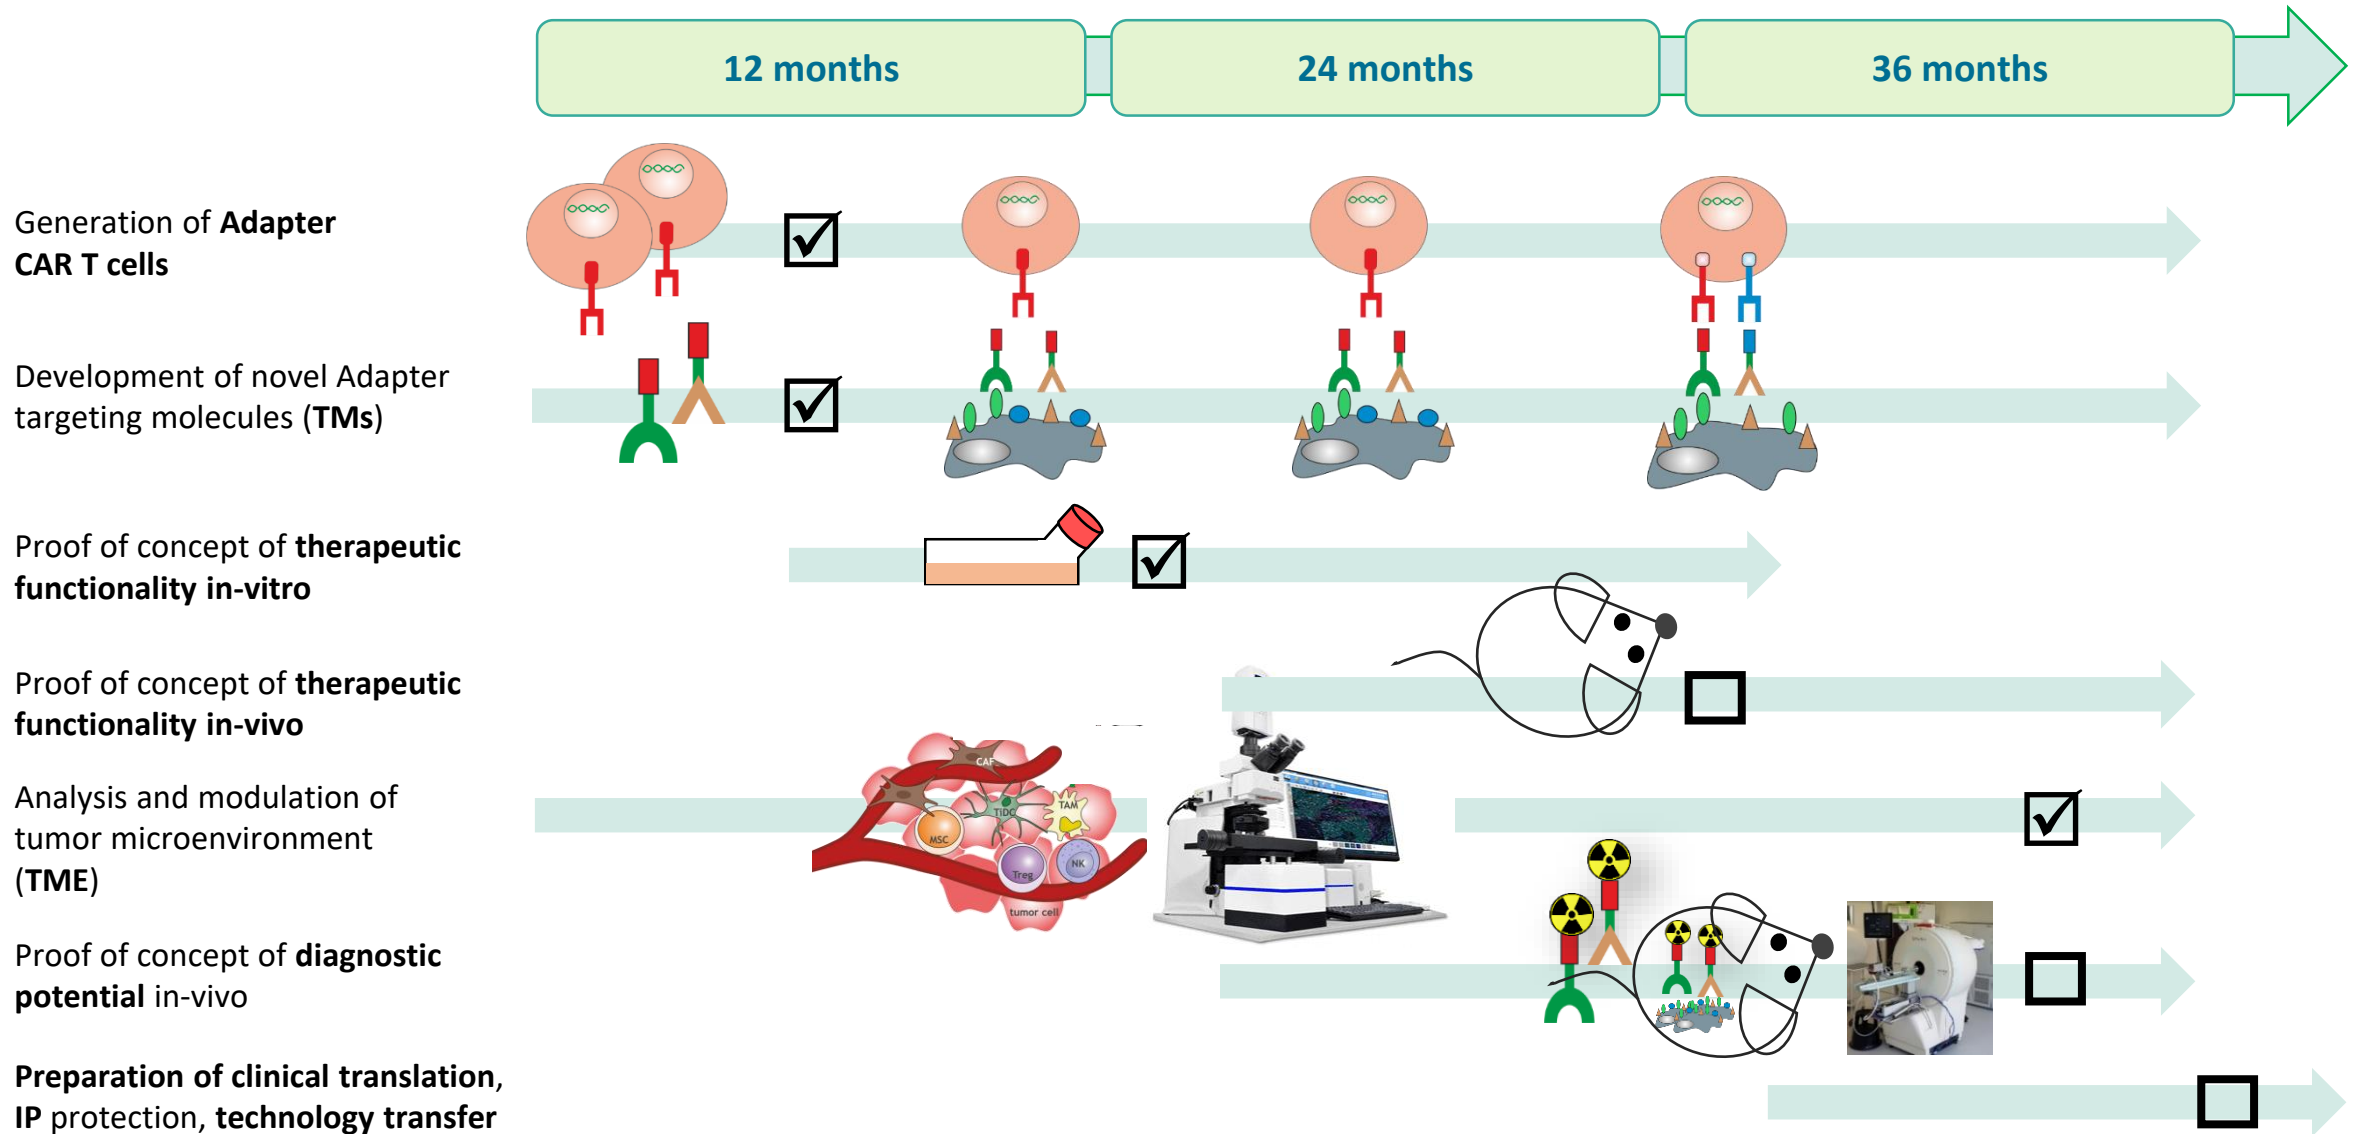 12 months
24 months
36 months
Generation of Adapter
CAR T cells
Development of novel Adapter
targeting molecules (TMs)
Proof of concept of therapeutic
functionality in-vitro
Proof of concept of therapeutic
functionality in-vivo
Analysis and modulation of
tumor microenvironment
(TME)
CAF
TiDC
TAM
MSC
Treg
NK
tumor cell
Proof of concept of diagnostic
potential in-vivo
Preparation of clinical translation,
IP protection, technology transfer